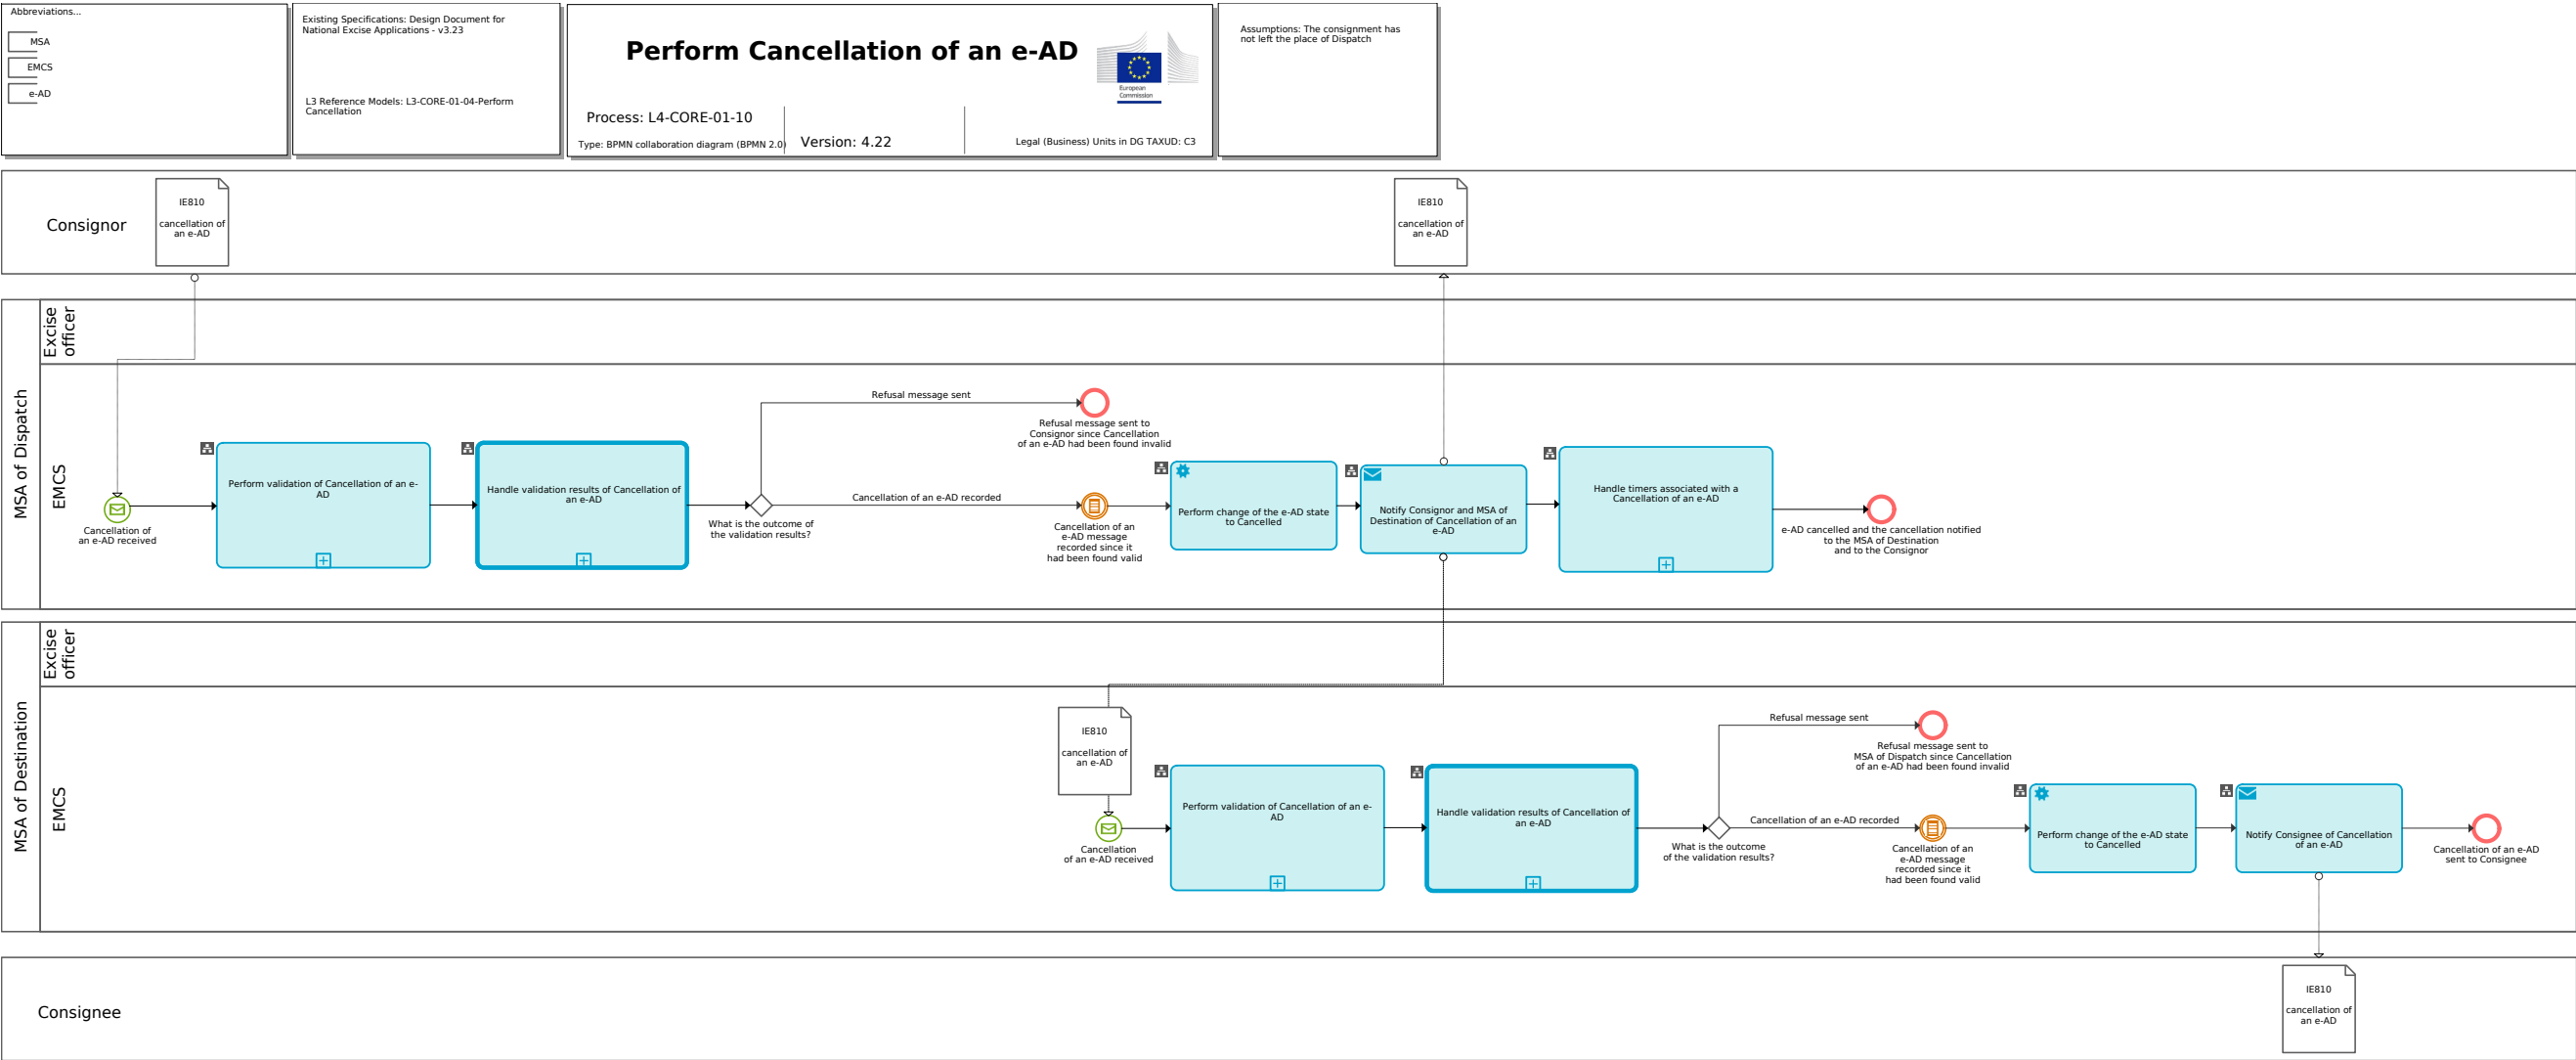 Abbreviations...
MSA
EMCS
e-AD
Existing Specifications: Design Document for
National Excise Applications - v3.23
L3 Reference Models: L3-CORE-01-04-Perform
Cancellation
Perform Cancellation of an e-AD
European
Commission
Process: L4-CORE-01-10
Type: BPMN collaboration diagram (BPMN 2.0)
Version: 4.22
Legal (Business) Units in DG TAXUD: C3
Assumptions: The consignment has
not left the place of Dispatch
Consignor
IE810
cancellation of
an e-AD
IE810
cancellation of
an e-AD
MSA of Dispatch
Excise
officer
EMCS
Cancellation of
an e-AD received
Perform validation of Cancellation of an e-
AD
Handle validation results of Cancellation of
an e-AD
What is the outcome of
the validation results?
Refusal message sent
Refusal message sent to
Consignor since Cancellation
of an e-AD had been found invalid
Cancellation of an e-AD recorded
Cancellation of an
e-AD message
recorded since it
had been found valid
Perform change of the e-AD state
to Cancelled
Notify Consignor and MSA of
Destination of Cancellation of an
e-AD
Handle timers associated with a
Cancellation of an e-AD
e-AD cancelled and the cancellation notified
to the MSA of Destination
and to the Consignor
MSA of Destination
Excise
officer
EMCS
IE810
cancellation of
an e-AD
Cancellation
of an e-AD received
Perform validation of Cancellation of an e-
AD
Handle validation results of Cancellation of
an e-AD
What is the outcome
of the validation results?
Refusal message sent
Refusal message sent to
MSA of Dispatch since Cancellation
of an e-AD had been found invalid
Cancellation of an e-AD recorded
Cancellation of an
e-AD message
recorded since it
had been found valid
Perform change of the e-AD state
to Cancelled
Notify Consignee of Cancellation
of an e-AD
Cancellation of an e-AD
sent to Consignee
Consignee
IE810
cancellation of
an e-AD